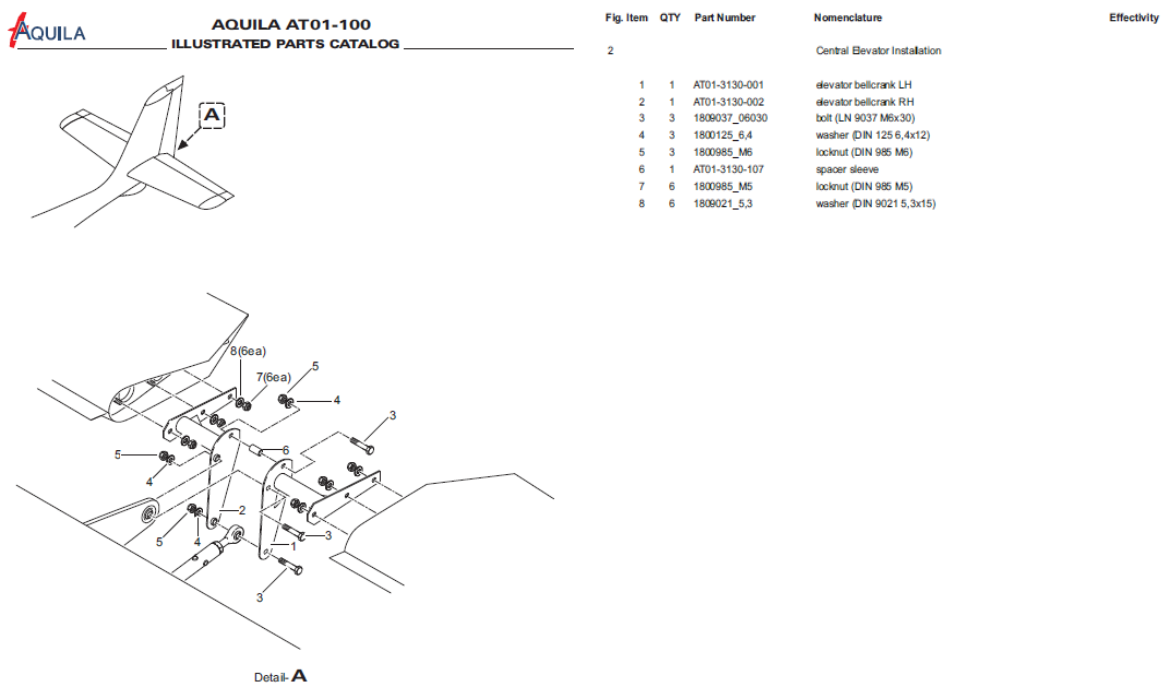 AQUILA
AQUILA AT01-100
ILLUSTRATED PARTS CATALOG
A
8(6ea)
7(6ea)
5
4
3
6
5
4
2
3
5
4
1
3
Detail- A
Fig. Item QTY Part Number Nomenclature Effectivity
2 Central Elevator Installation
1 1 AT01-3130-001 elevator bellcrank LH
2 1 AT01-3130-002 elevator bellcrank RH
3 3 1809037_06030 bolt (LN 9037 M6x30)
4 3 1800125_6,4 washer (DIN 125 6,4x12)
5 3 1800985_M6 locknut (DIN 985 M6)
6 1 AT01-3130-107 spacer sleeve
7 6 1800985_M5 locknut (DIN 985 M5)
8 6 1809021_5,3 washer (DIN 9021 5,3x15)